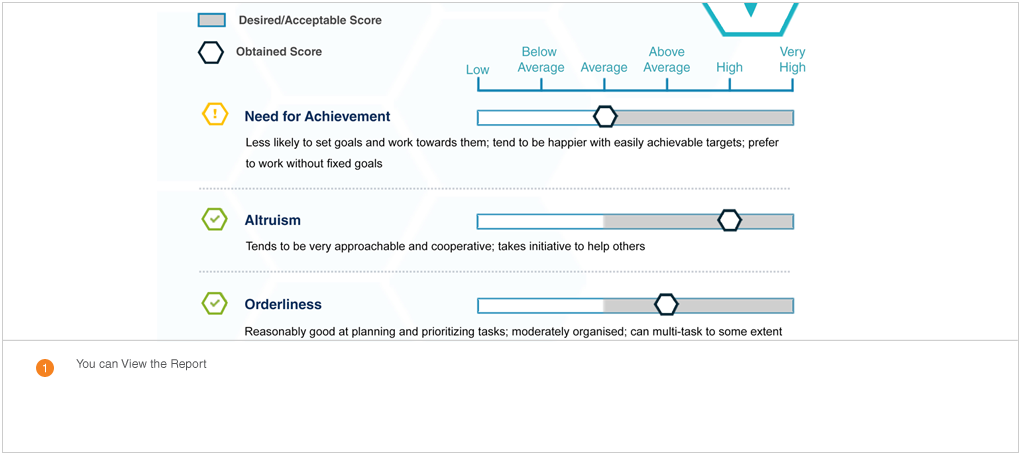 Desired/Acceptable Score
Obtained Score
Low
Below Average
Average
Above Average
High
Very High
Need for Achievement
Less likely to set goals and work towards them; tend to be happier with easily achievable targets; prefer
to work without fixed goals
Altruism
Tends to be very approachable and cooperative; takes initiative to help others
Orderliness
Reasonably good at planning and prioritizing tasks; moderately organised; can multi-task to some extent
1 You can View the Report